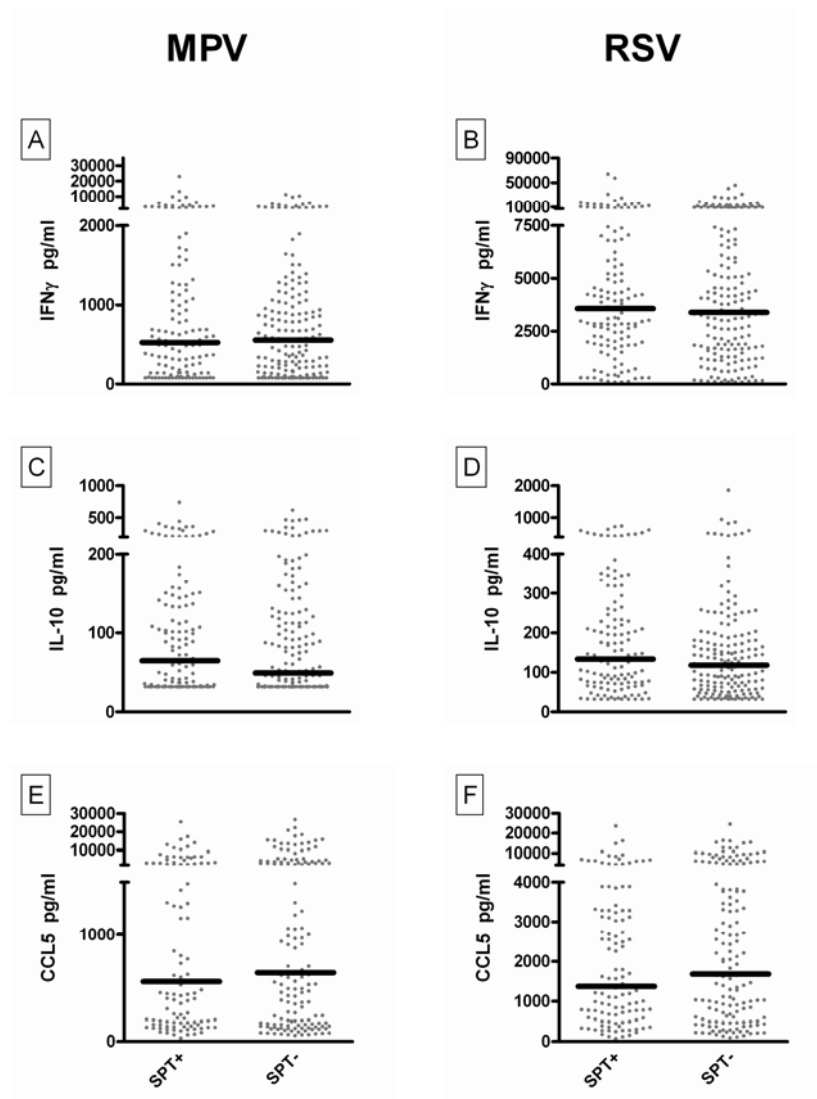 MPV
RSV
A
30000
20000
10000
2000
1000
0
IFNγ pg/ml
B
90000
50000
10000
7500
5000
2500
0
IFNγ pg/ml
C
1000
500
200
100
0
IL-10 pg/ml
D
2000
1000
400
300
200
100
0
IL-10 pg/ml
E
30000
20000
10000
1000
0
CCL5 pg/ml
SPT+
SPT-
F
30000
20000
10000
4000
3000
2000
1000
0
CCL5 pg/ml
SPT+
SPT-